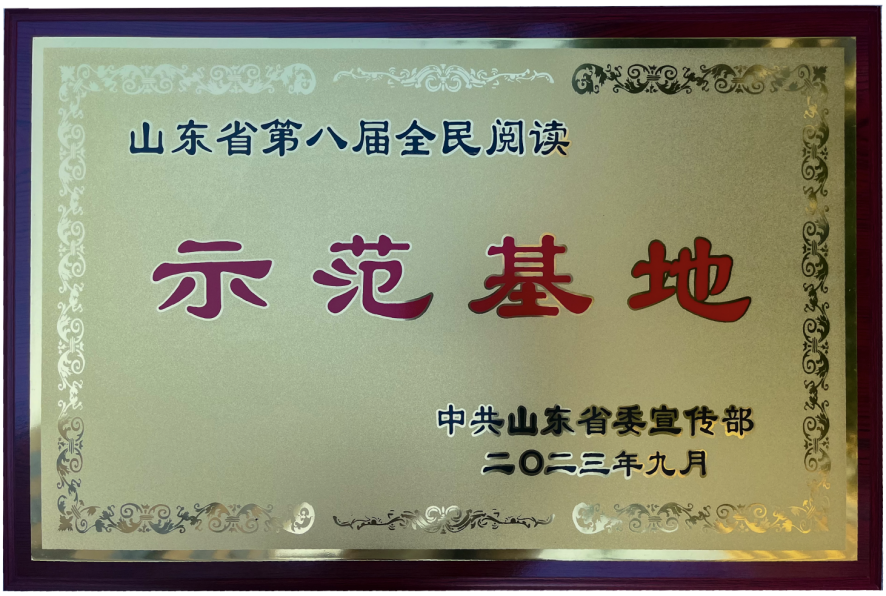 山东省第八届全民阅读
示范基地
中共山东省委宣传部
二〇二三年九月